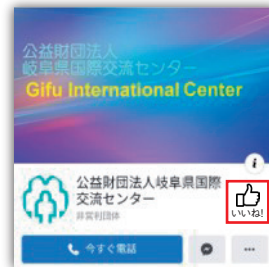 公益財団法人
岐阜県国際交流センター
Gifu International Center
i
公益財団法人岐阜県国際
交流センター
非営利団体
いいね!
今すぐ電話